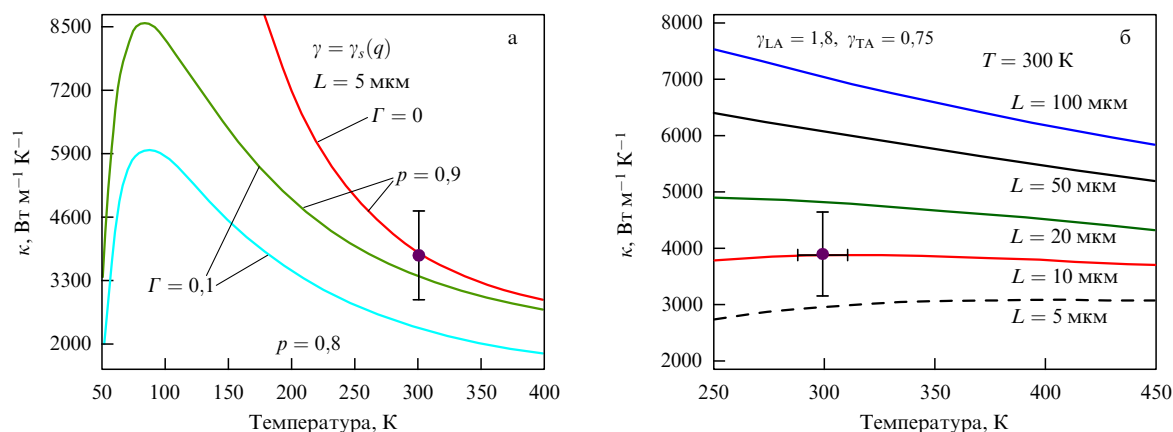 а
γ = γₛ(q)
L = 5 мкм
Γ = 0
p = 0,9
Γ = 0,1
p = 0,8
κ, Вт м⁻¹ К⁻¹
8500
7200
5900
4600
3300
2000
50 100 150 200 250 300 350 400
Температура, К
б
γLA = 1,8, γTA = 0,75
T = 300 К
L = 100 мкм
L = 50 мкм
L = 20 мкм
L = 10 мкм
L = 5 мкм
κ, Вт м⁻¹ К⁻¹
8000
7000
6000
5000
4000
3000
2000
250 300 350 400 450
Температура, К